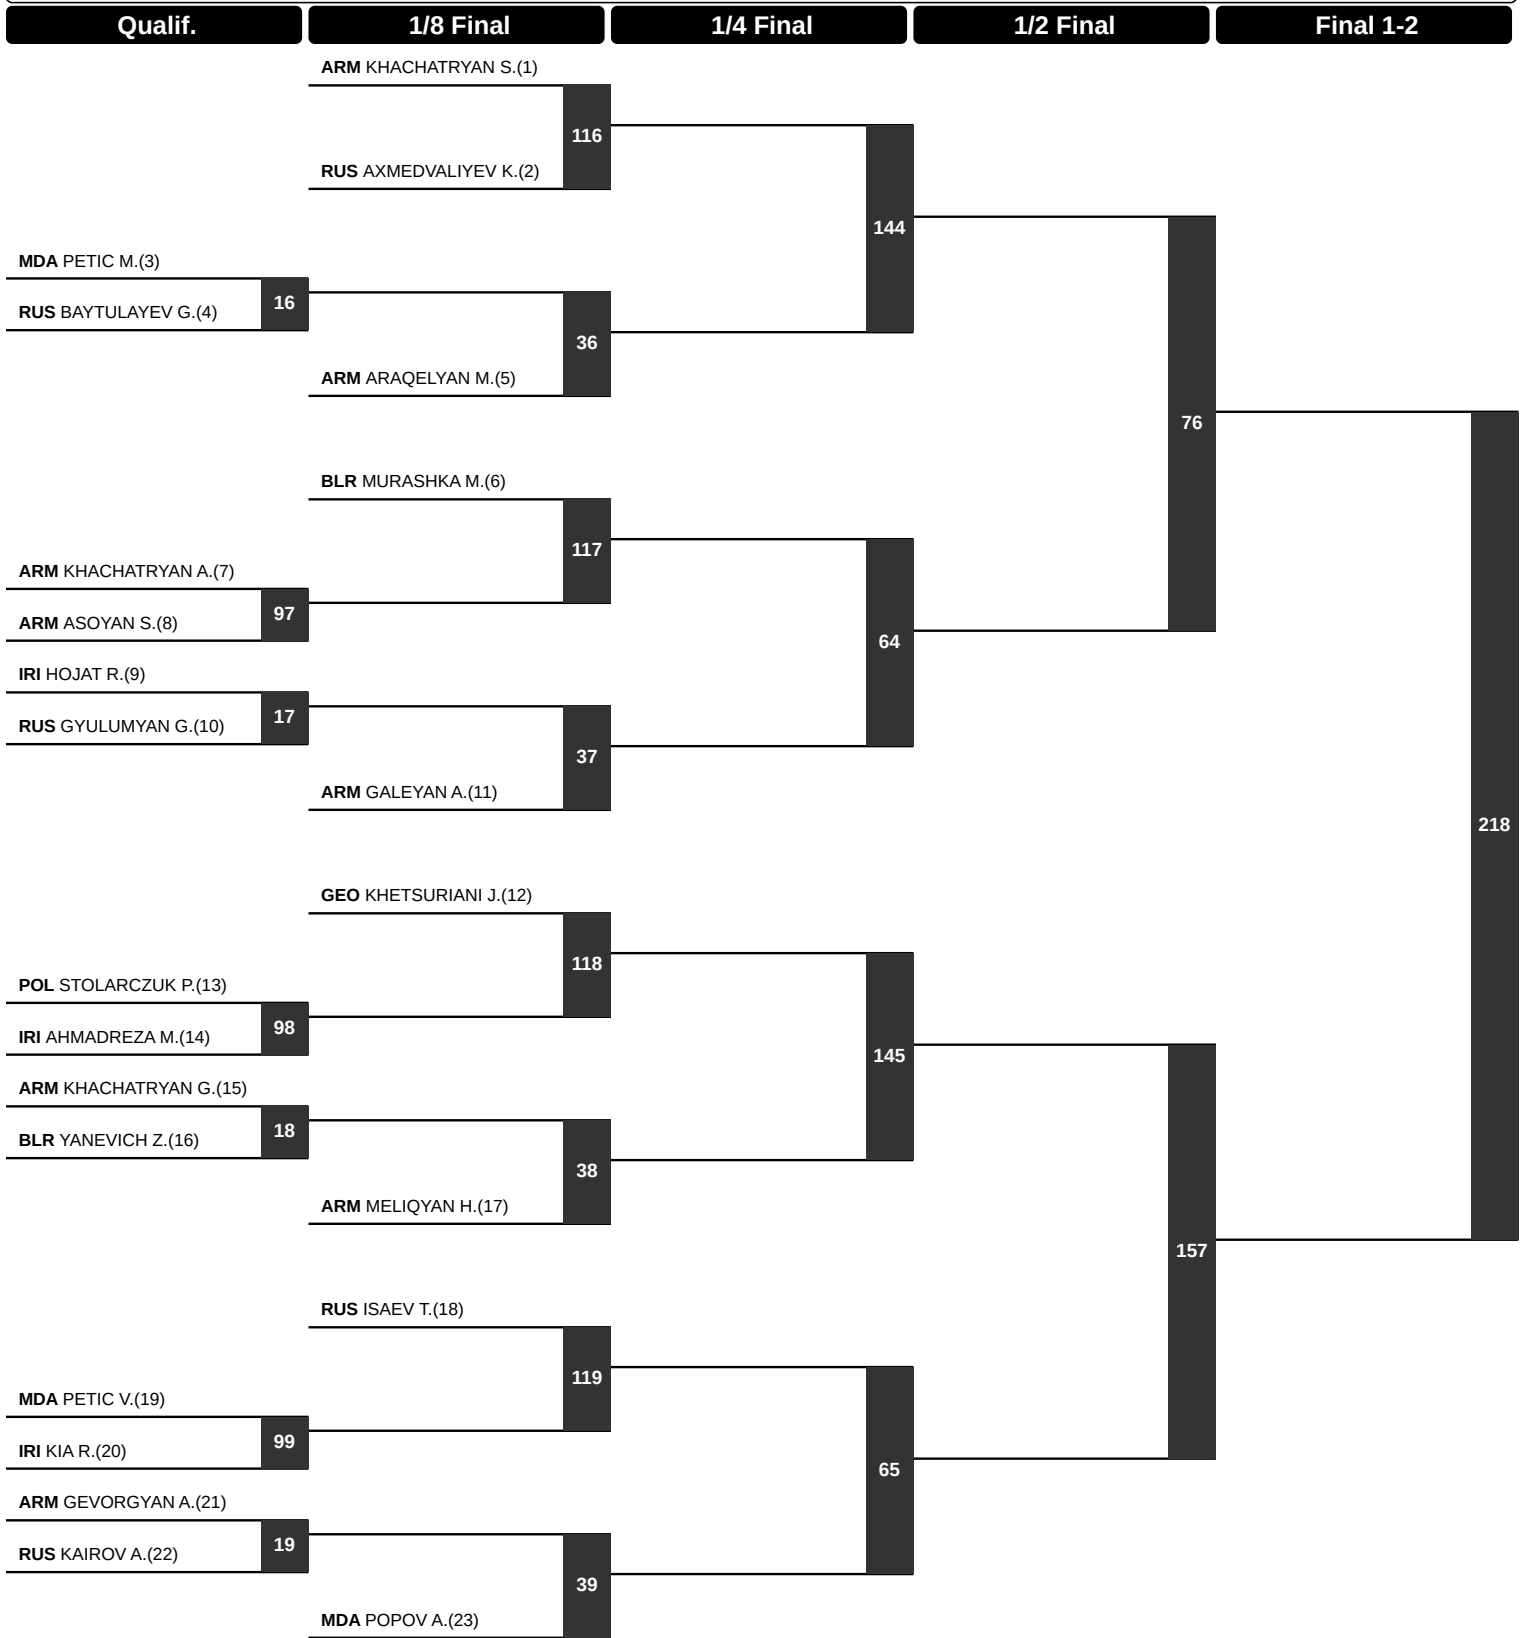 Qualif.
1/8 Final
1/4 Final
1/2 Final
Final 1-2
ARM KHACHATRYAN S.(1)
116
RUS AXMEDVALIYEV K.(2)
144
MDA PETIC M.(3)
16
RUS BAYTULAYEV G.(4)
36
ARM ARAQELYAN M.(5)
76
BLR MURASHKA M.(6)
117
ARM KHACHATRYAN A.(7)
97
ARM ASOYAN S.(8)
64
IRI HOJAT R.(9)
17
RUS GYULUMYAN G.(10)
37
ARM GALEYAN A.(11)
218
GEO KHETSURIANI J.(12)
118
POL STOLARCZUK P.(13)
98
IRI AHMADREZA M.(14)
145
ARM KHACHATRYAN G.(15)
18
BLR YANEVICH Z.(16)
38
ARM MELIQYAN H.(17)
157
RUS ISAEV T.(18)
119
MDA PETIC V.(19)
99
IRI KIA R.(20)
65
ARM GEVORGYAN A.(21)
19
RUS KAIROV A.(22)
39
MDA POPOV A.(23)